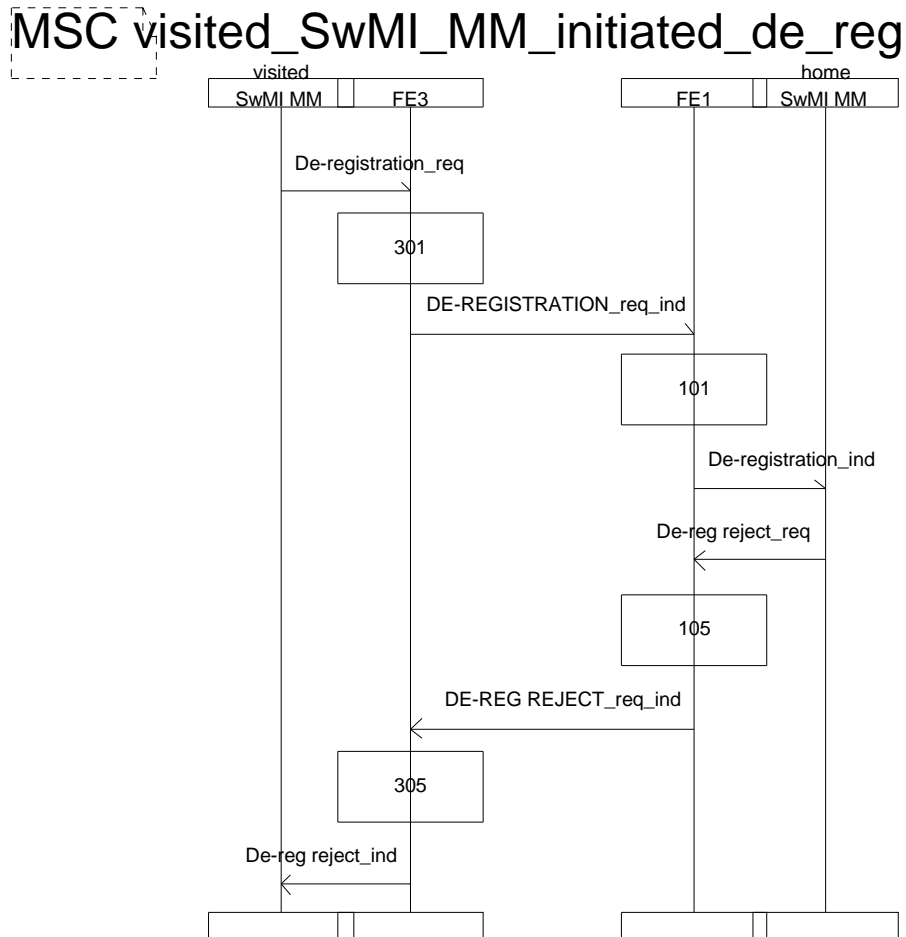 MSC visited_SwMI_MM_initiated_de_reg
visited
home
SwMI MM
FE3
FE1
SwMI MM
De-registration_req
301
DE-REGISTRATION_req_ind
101
De-registration_ind
De-reg reject_req
105
DE-REG REJECT_req_ind
305
De-reg reject_ind